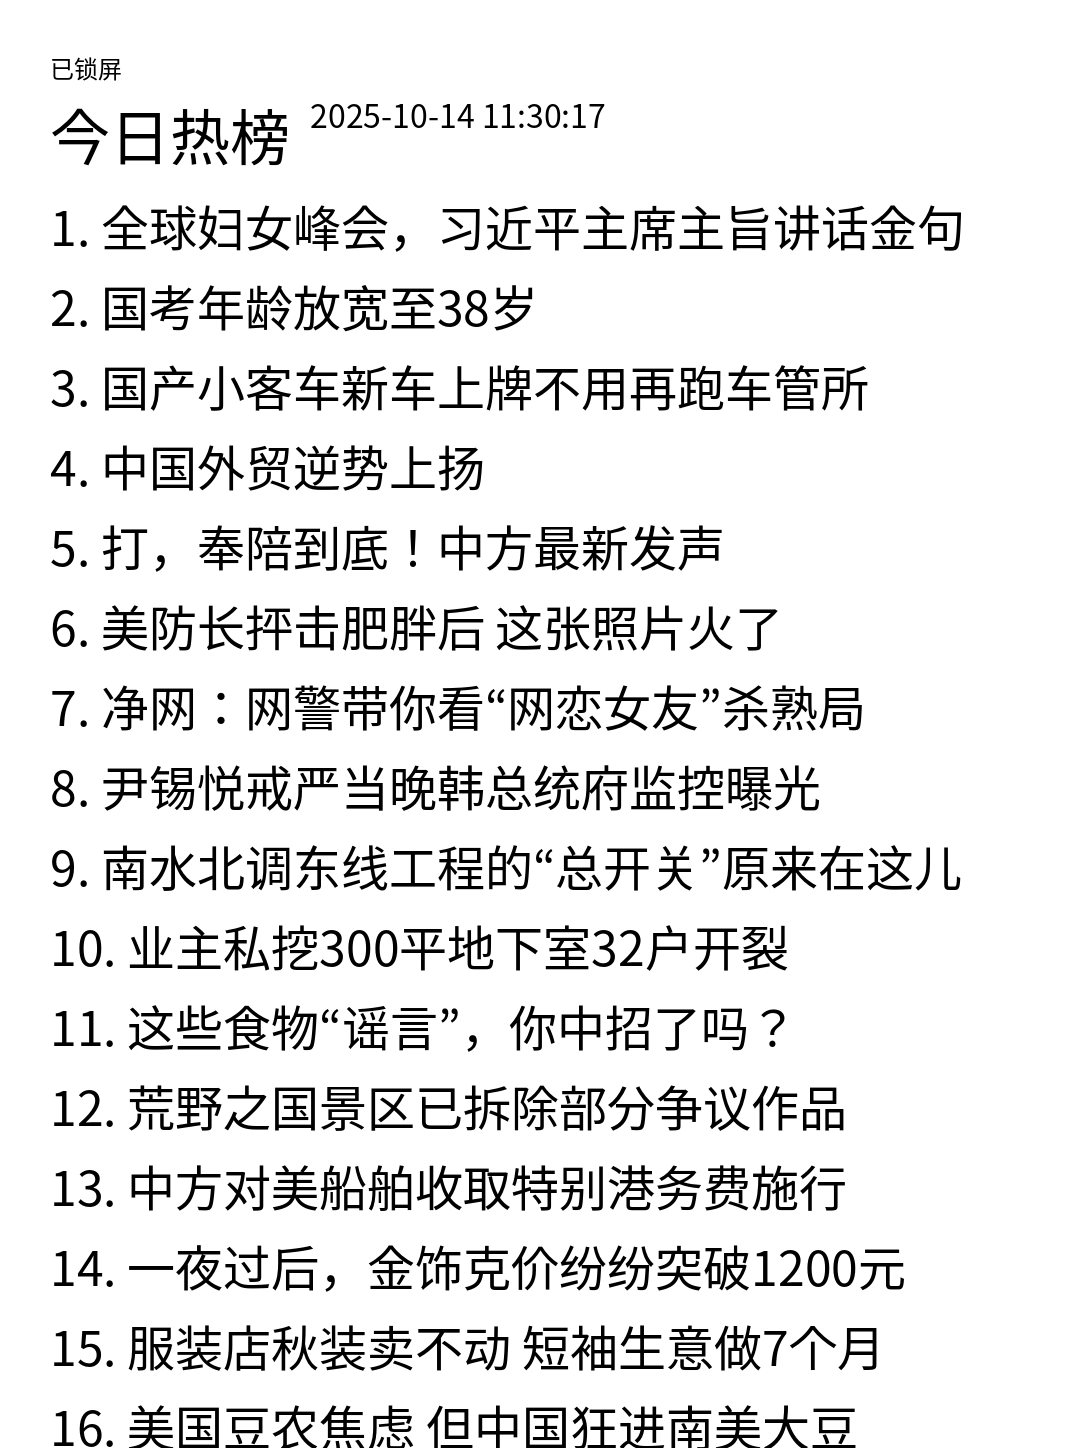 已锁屏
今日热榜 2025-10-14 11:30:17
1. 全球妇女峰会，习近平主席主旨讲话金句
2. 国考年龄放宽至38岁
3. 国产小客车新车上牌不用再跑车管所
4. 中国外贸逆势上扬
5. 打，奉陪到底！中方最新发声
6. 美防长抨击肥胖后 这张照片火了
7. 净网：网警带你看“网恋女友”杀熟局
8. 尹锡悦戒严当晚韩总统府监控曝光
9. 南水北调东线工程的“总开关”原来在这儿
10. 业主私挖300平地下室32户开裂
11. 这些食物“谣言”，你中招了吗？
12. 荒野之国景区已拆除部分争议作品
13. 中方对美船舶收取特别港务费施行
14. 一夜过后，金饰克价纷纷突破1200元
15. 服装店秋装卖不动 短袖生意做7个月
16. 美国豆农焦虑 但中国狂进南美大豆